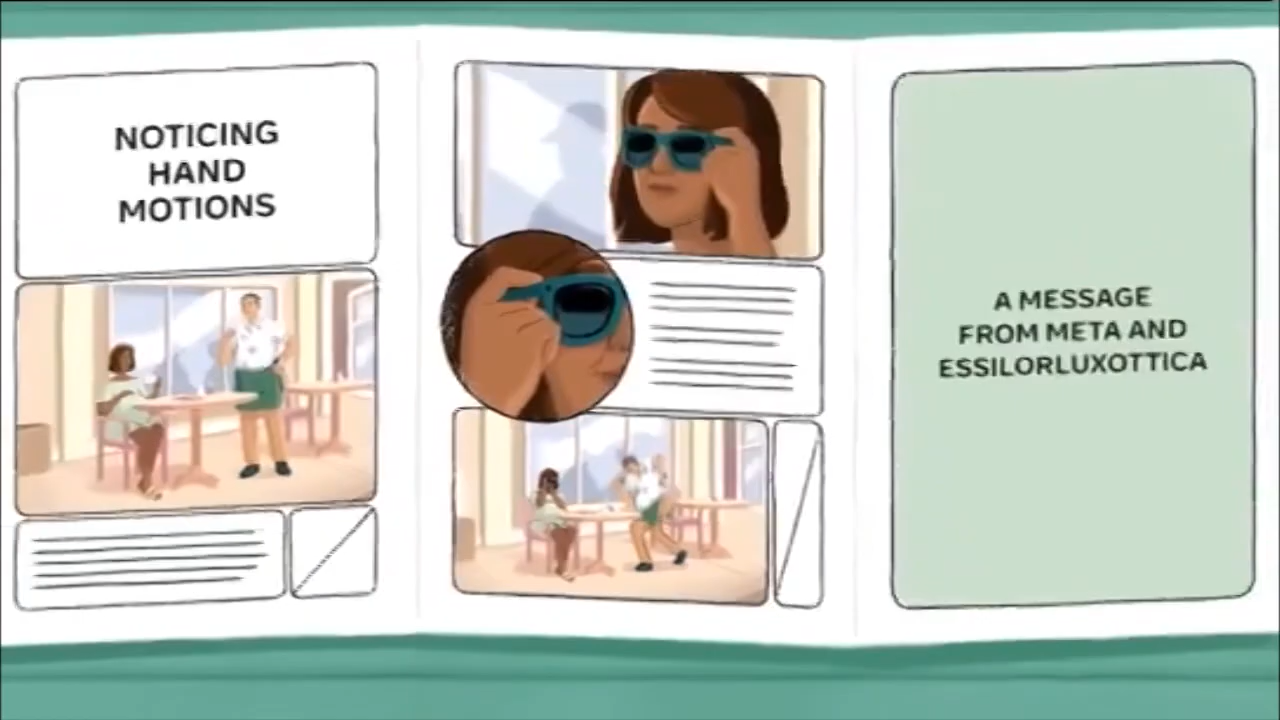 NOTICING
HAND
MOTIONS
A MESSAGE
FROM META AND
ESSILORLUXOTTICA